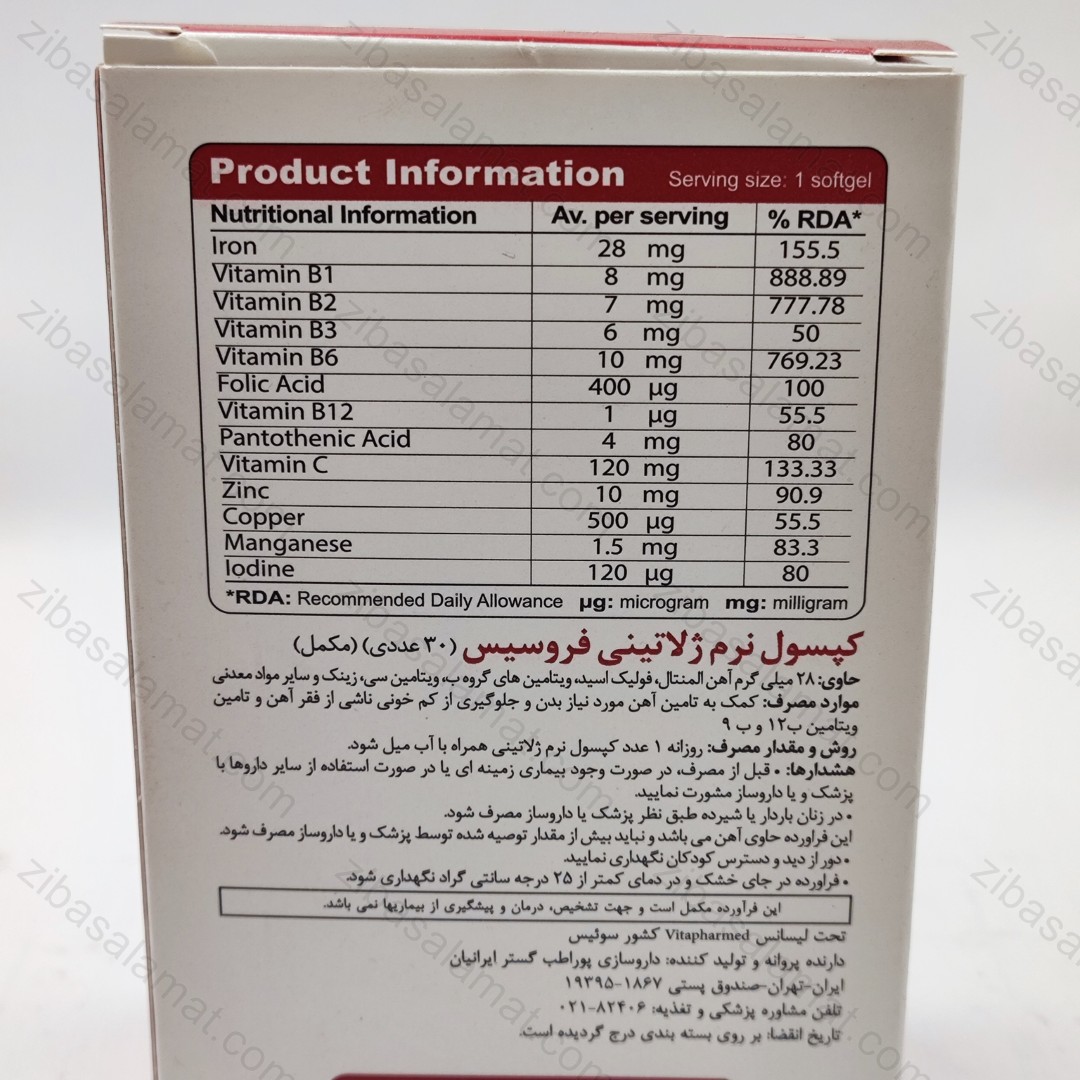 Product Information Serving size: 1 softgel
Nutritional Information Av. per serving % RDA*
Iron 28 mg 155.5
Vitamin B1 8 mg 888.89
Vitamin B2 7 mg 777.78
Vitamin B3 6 mg 50
Vitamin B6 10 mg 769.23
Folic Acid 400 µg 100
Vitamin B12 1 µg 55.5
Pantothenic Acid 4 mg 80
Vitamin C 120 mg 133.33
Zinc 10 mg 90.9
Copper 500 µg 55.5
Manganese 1.5 mg 83.3
Iodine 120 µg 80
*RDA: Recommended Daily Allowance µg: microgram mg: milligram
کپسول نرم ژلاتینی فروسیس (۳۰ عددی) (مکمل)
حاوی: ۲۸ میلی گرم آهن المنتال، فولیک اسید، ویتامین های گروه ب، ویتامین سی، زینک و سایر مواد معدنی
موارد مصرف: کمک به تامین آهن مورد نیاز بدن و جلوگیری از کم خونی ناشی از فقر آهن و تامین
ویتامین ب۱۲ و ب ۹
روش و مقدار مصرف: روزانه ۱ عدد کپسول نرم ژلاتینی همراه با آب میل شود.
هشدارها: • قبل از مصرف، در صورت وجود بیماری زمینه ای یا در صورت استفاده از سایر داروها با
پزشک و یا داروساز مشورت نمایید.
• در زنان باردار یا شیرده طبق نظر پزشک یا داروساز مصرف شود.
این فراورده حاوی آهن می باشد و نباید بیش از مقدار توصیه شده توسط پزشک و یا داروساز مصرف شود.
• دور از دید و دسترس کودکان نگهداری نمایید.
• فراورده در جای خشک و در دمای کمتر از ۲۵ درجه سانتی گراد نگهداری شود.
این فرآورده مکمل است و جهت تشخیص، درمان و پیشگیری از بیماریها نمی باشد.
تحت لیسانس Vitapharmed کشور سوئیس
دارنده پروانه و تولید کننده: داروسازی پوراطب گستر ایرانیان
ایران-تهران-صندوق پستی ۱۸۶۷-۱۹۳۹۵
تلفن مشاوره پزشکی و تغذیه: ۸۲۴۰۶-۰۲۱
تاریخ انقضا: بر روی بسته بندی درج گردیده است.
zibasalamat.com